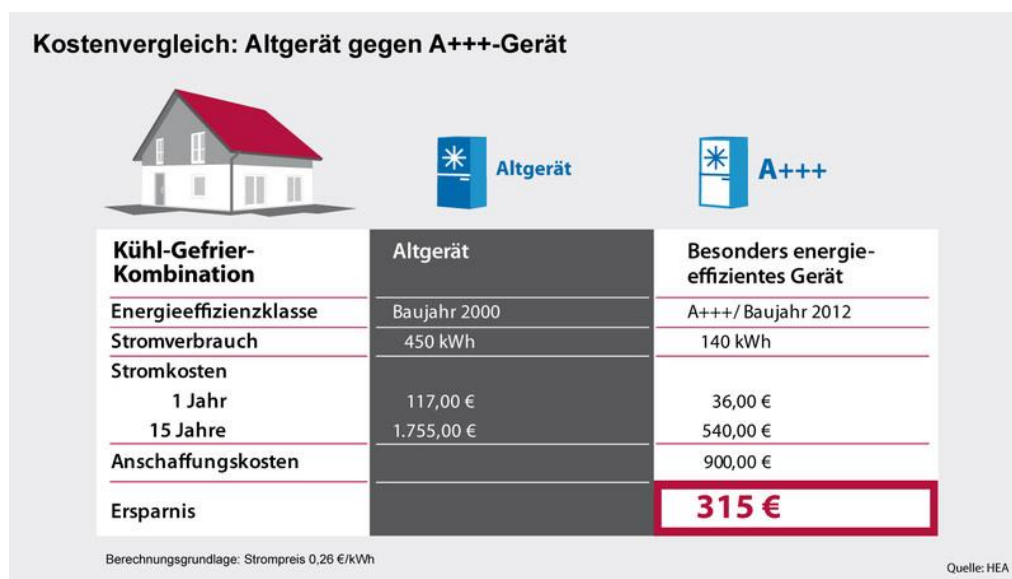 Kostenvergleich: Altgerät gegen A+++-Gerät
Altgerät
A+++
Kühl-Gefrier-
Kombination
Altgerät
Besonders energie-
effizientes Gerät
Energieeffizienzklasse Baujahr 2000 A+++/Baujahr 2012
Stromverbrauch 450 kWh 140 kWh
Stromkosten
1 Jahr 117,00 € 36,00 €
15 Jahre 1.755,00 € 540,00 €
Anschaffungskosten 900,00 €
Ersparnis 315 €
Berechnungsgrundlage: Strompreis 0,26 €/kWh
Quelle: HEA